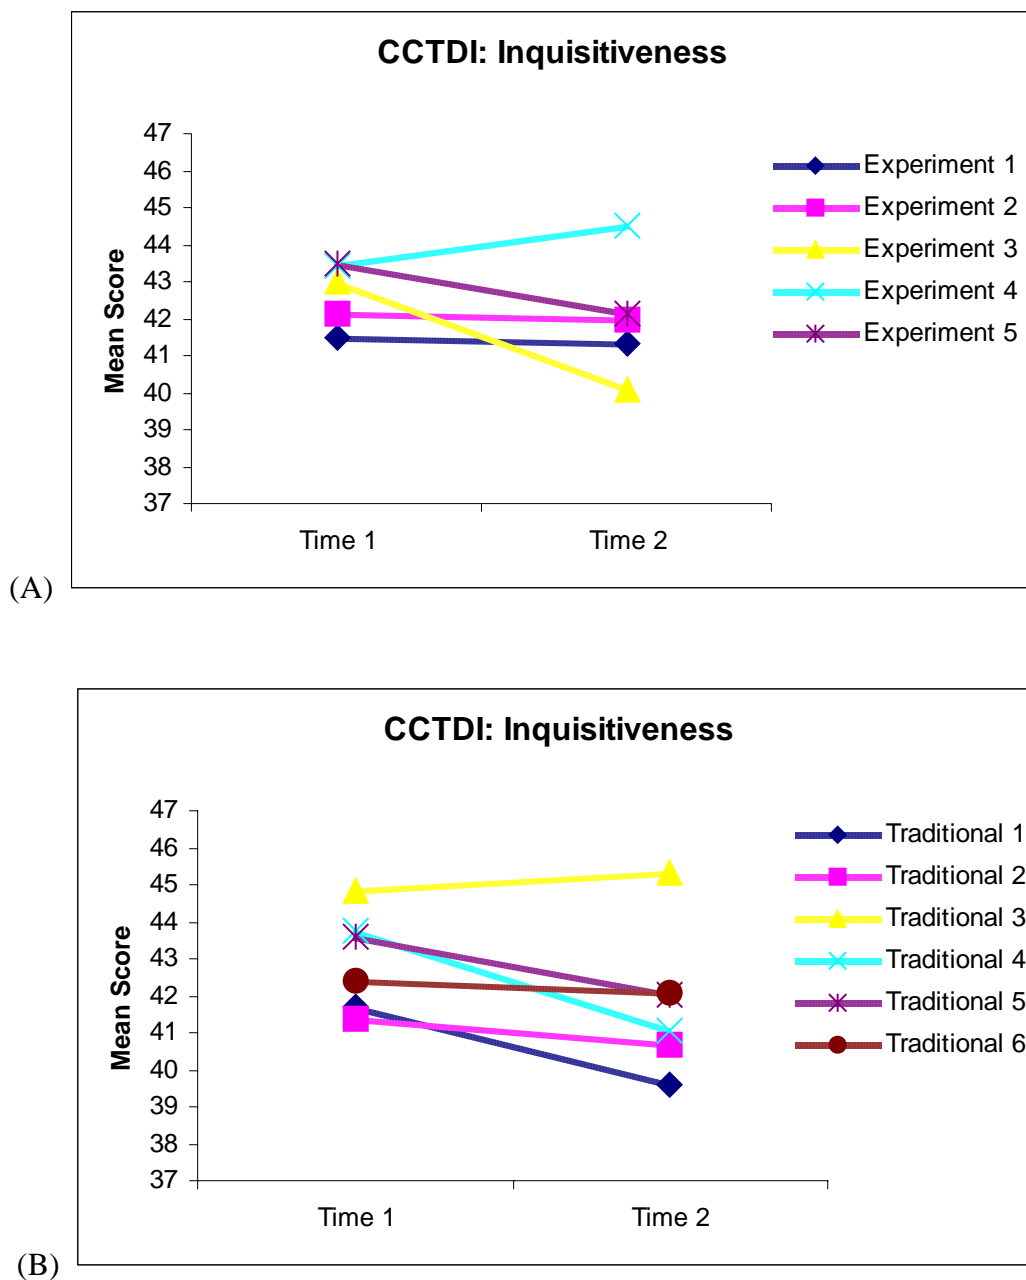 CCTDI: Inquisitiveness
47
46
45
44
43
42
41
40
39
38
37
Mean Score
Time 1 Time 2
Experiment 1
Experiment 2
Experiment 3
Experiment 4
Experiment 5
(A)
CCTDI: Inquisitiveness
47
46
45
44
43
42
41
40
39
38
37
Mean Score
Time 1 Time 2
Traditional 1
Traditional 2
Traditional 3
Traditional 4
Traditional 5
Traditional 6
(B)